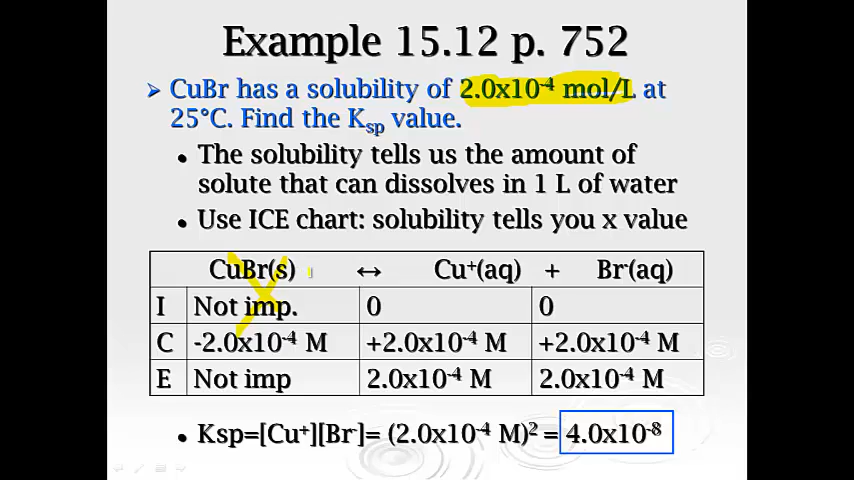 Example 15.12 p. 752
➢ CuBr has a solubility of 2.0x10⁻⁴ mol/L at
25°C. Find the Ksp value.
• The solubility tells us the amount of
solute that can dissolves in 1 L of water
• Use ICE chart: solubility tells you x value
CuBr(s) ↔ Cu⁺(aq) + Br⁻(aq)
I Not imp. 0 0
C -2.0x10⁻⁴ M +2.0x10⁻⁴ M +2.0x10⁻⁴ M
E Not imp 2.0x10⁻⁴ M 2.0x10⁻⁴ M
• Ksp=[Cu⁺][Br⁻]= (2.0x10⁻⁴ M)² = 4.0x10⁻⁸